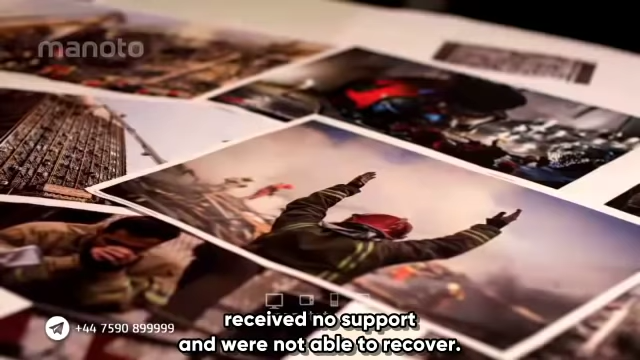 manoto
received no support
+44 7590 899999
and were not able to recover.